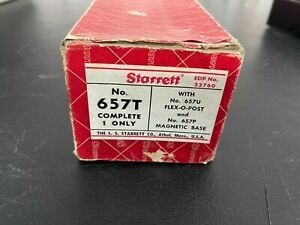 Starrett
EDP No.
52760
No.
657T
COMPLETE
1 ONLY
WITH
No. 657U
FLEX-O-POST
and
No. 657P
MAGNETIC BASE
THE L. S. STARRETT CO., Athol, Mass., U.S.A.